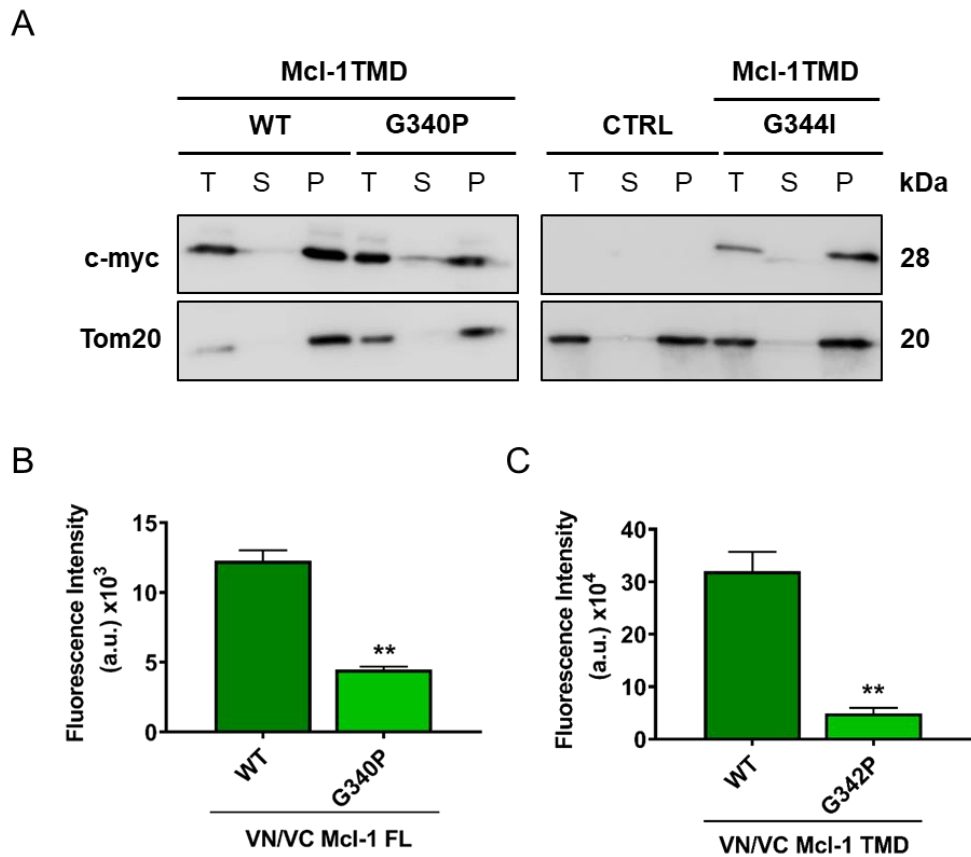 A
Mcl-1TMD Mcl-1TMD
WT G340P CTRL G344I
T S P T S P T S P T S P kDa
c-myc 28
Tom20 20
B
Fluorescence Intensity
(a.u.) x10³
15
10
5
0
**
WT
G340P
VN/VC Mcl-1 FL
C
Fluorescence Intensity
(a.u.) x10⁴
40
30
20
10
0
**
WT
G342P
VN/VC Mcl-1 TMD